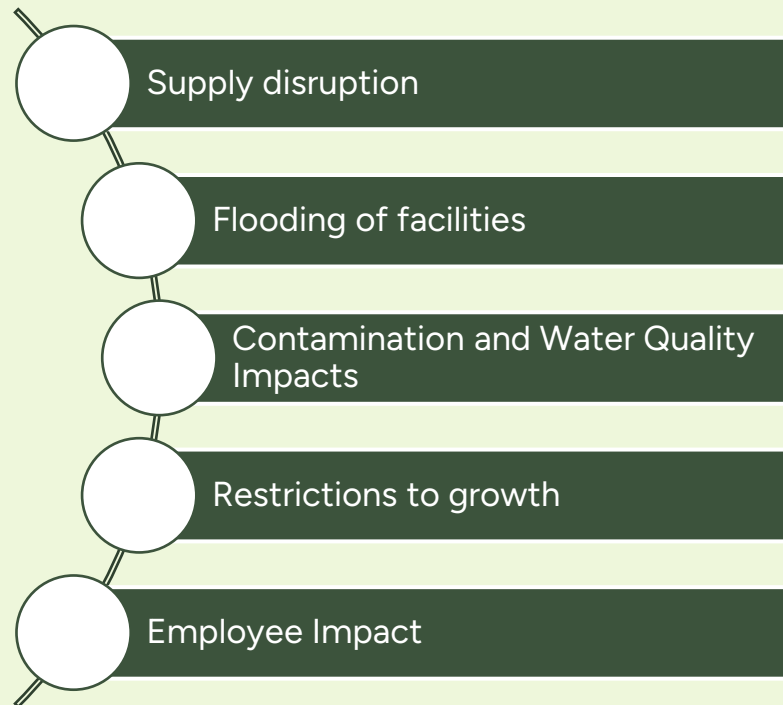 Supply disruption
Flooding of facilities
Contamination and Water Quality
Impacts
Restrictions to growth
Employee Impact